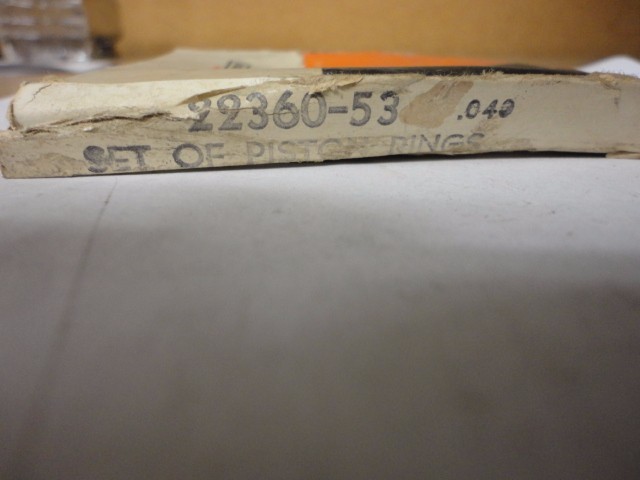 22360-53 .040
SET OF PISTON RINGS